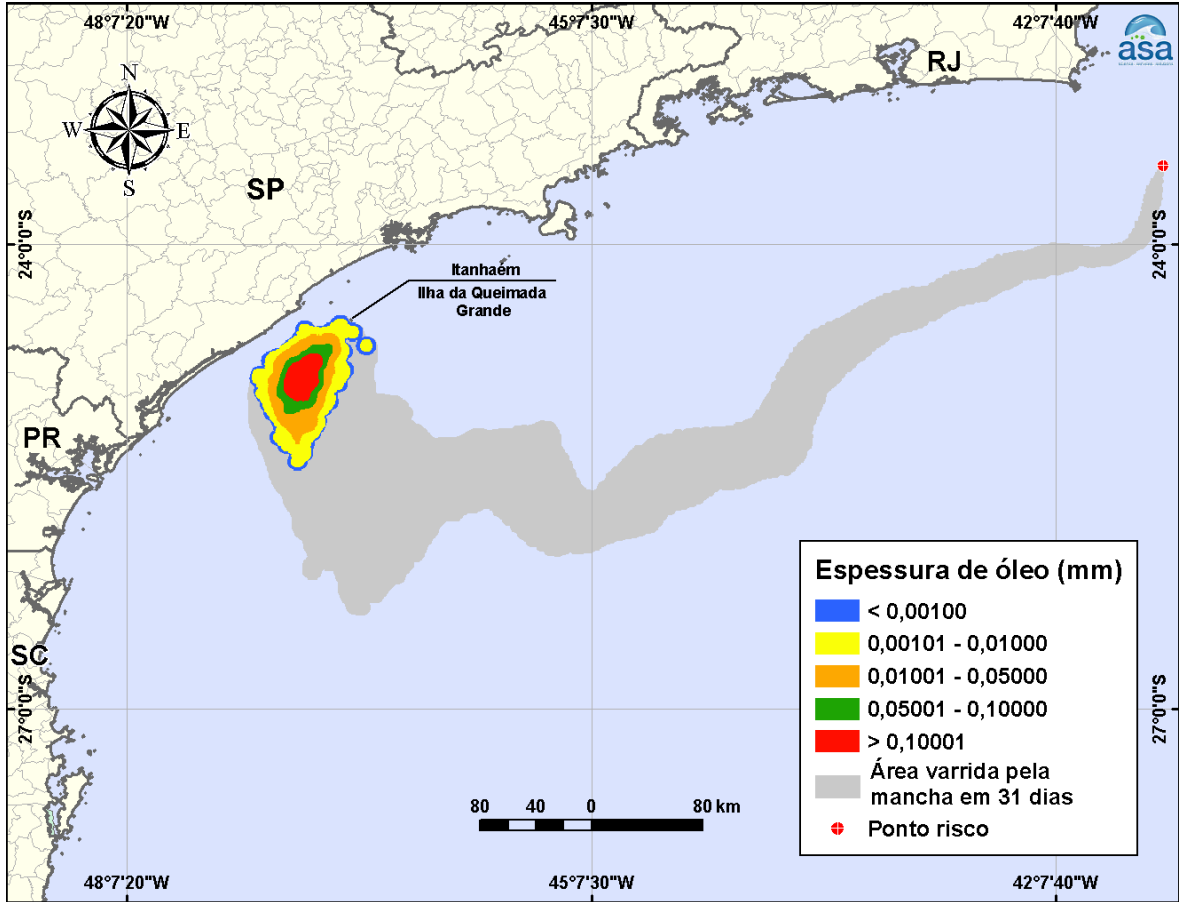 48°7'20"W
45°7'30"W
42°7'40"W
asa
RJ
N
W
E
S
SP
24°0'0"S
24°0'0"S
Itanhaém
Ilha da Queimada
Grande
PR
SC
Espessura de óleo (mm)
< 0,00100
0,00101 - 0,01000
0,01001 - 0,05000
0,05001 - 0,10000
> 0,10001
Área varrida pela
mancha em 31 dias
Ponto risco
27°0'0"S
27°0'0"S
80 40 0 80 km
48°7'20"W
45°7'30"W
42°7'40"W